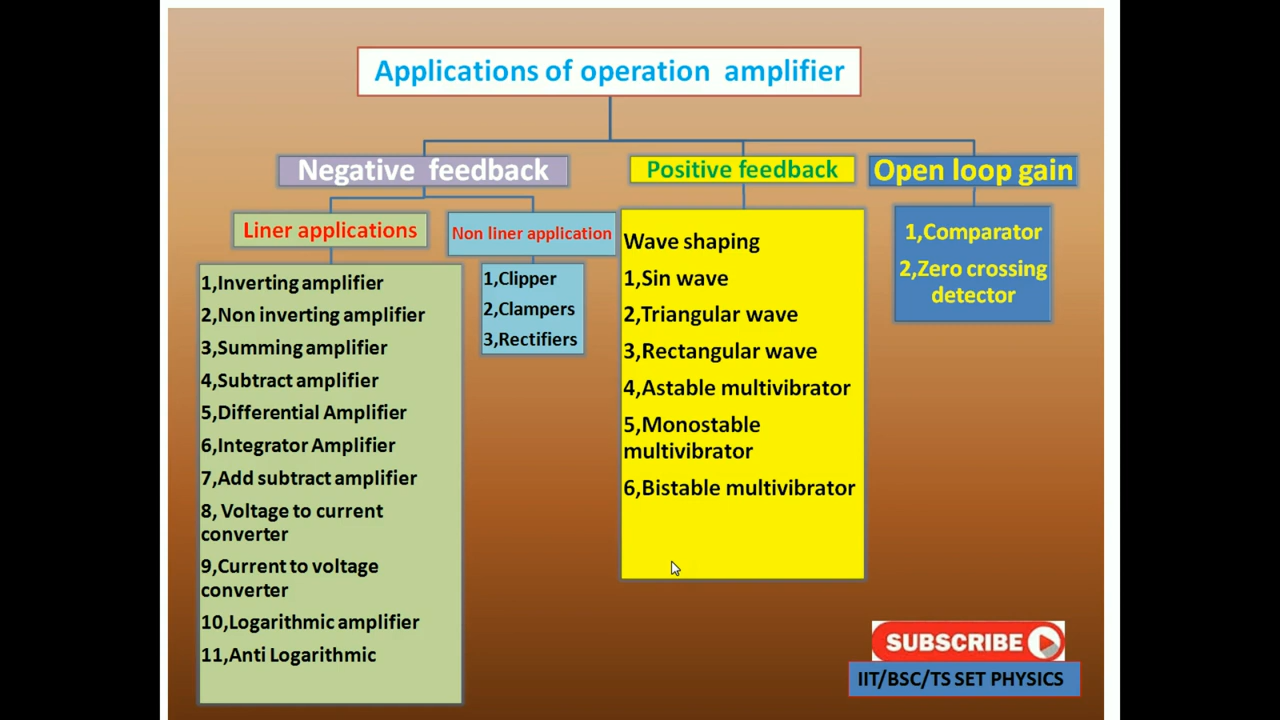 Applications of operation amplifier
Negative feedback
Positive feedback
Open loop gain
Liner applications
Non liner application
1,Inverting amplifier
2,Non inverting amplifier
3,Summing amplifier
4,Subtract amplifier
5,Differential Amplifier
6,Integrator Amplifier
7,Add subtract amplifier
8, Voltage to current
converter
9,Current to voltage
converter
10,Logarithmic amplifier
11,Anti Logarithmic
1,Clipper
2,Clampers
3,Rectifiers
Wave shaping
1,Sin wave
2,Triangular wave
3,Rectangular wave
4,Astable multivibrator
5,Monostable
multivibrator
6,Bistable multivibrator
1,Comparator
2,Zero crossing
detector
SUBSCRIBE
IIT/BSC/TS SET PHYSICS